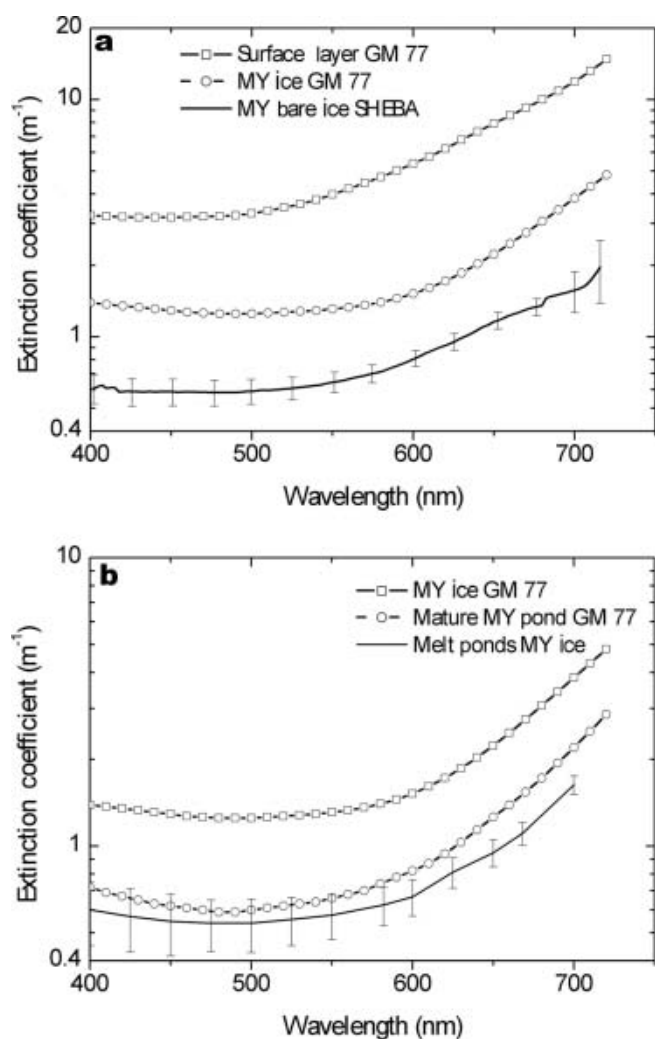 a
20
10
1
0.4
Surface layer GM 77
MY ice GM 77
MY bare ice SHEBA
Extinction coefficient (m⁻¹)
400 500 600 700
Wavelength (nm)
b
10
1
0.4
MY ice GM 77
Mature MY pond GM 77
Melt ponds MY ice
Extinction coefficient (m⁻¹)
400 500 600 700
Wavelength (nm)